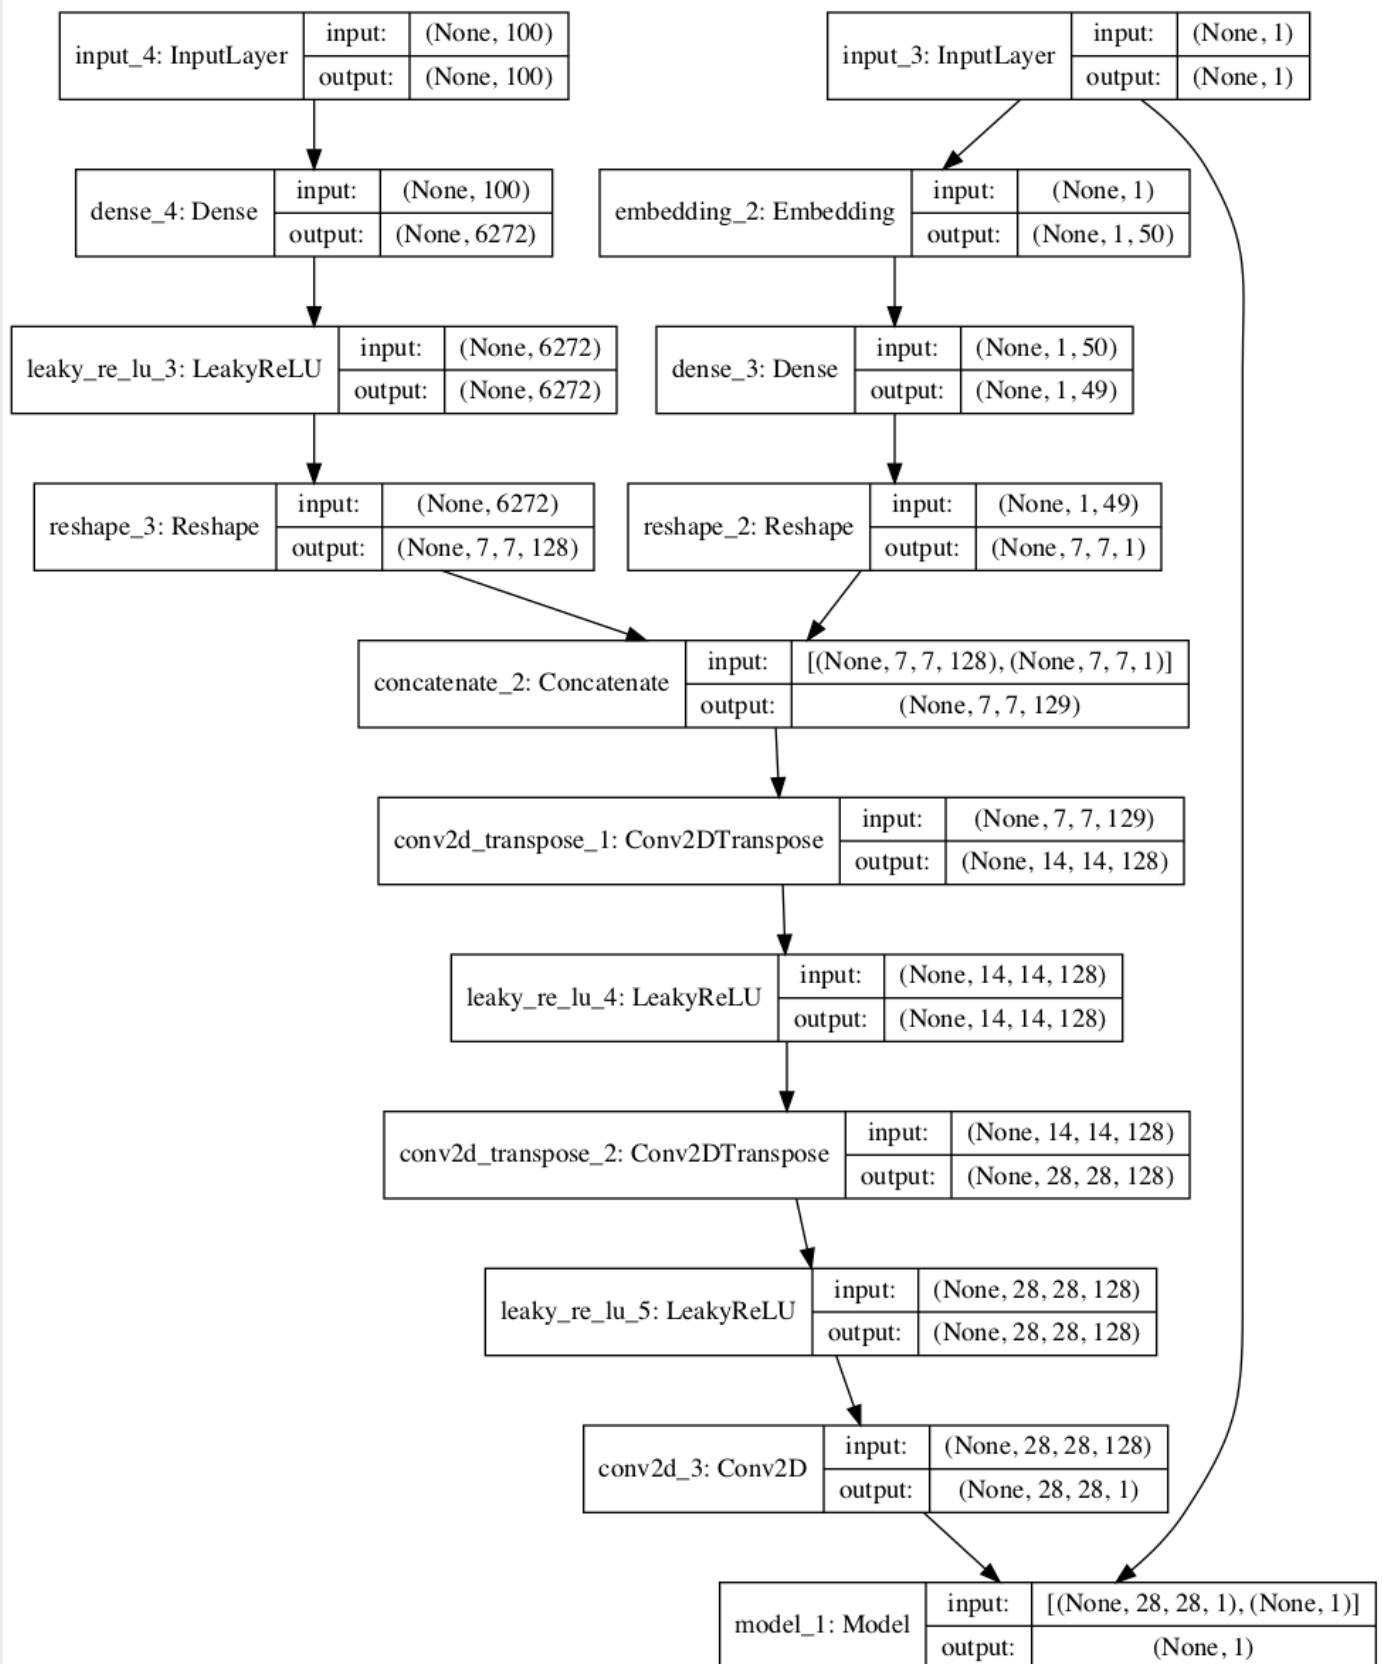 input_4: InputLayer
input: (None, 100)
output: (None, 100)
input_3: InputLayer
input: (None, 1)
output: (None, 1)
dense_4: Dense
input: (None, 100)
output: (None, 6272)
embedding_2: Embedding
input: (None, 1)
output: (None, 1, 50)
leaky_re_lu_3: LeakyReLU
input: (None, 6272)
output: (None, 6272)
dense_3: Dense
input: (None, 1, 50)
output: (None, 1, 49)
reshape_3: Reshape
input: (None, 6272)
output: (None, 7, 7, 128)
reshape_2: Reshape
input: (None, 1, 49)
output: (None, 7, 7, 1)
concatenate_2: Concatenate
input: [(None, 7, 7, 128), (None, 7, 7, 1)]
output: (None, 7, 7, 129)
conv2d_transpose_1: Conv2DTranspose
input: (None, 7, 7, 129)
output: (None, 14, 14, 128)
leaky_re_lu_4: LeakyReLU
input: (None, 14, 14, 128)
output: (None, 14, 14, 128)
conv2d_transpose_2: Conv2DTranspose
input: (None, 14, 14, 128)
output: (None, 28, 28, 128)
leaky_re_lu_5: LeakyReLU
input: (None, 28, 28, 128)
output: (None, 28, 28, 128)
conv2d_3: Conv2D
input: (None, 28, 28, 128)
output: (None, 28, 28, 1)
model_1: Model
input: [(None, 28, 28, 1), (None, 1)]
output: (None, 1)